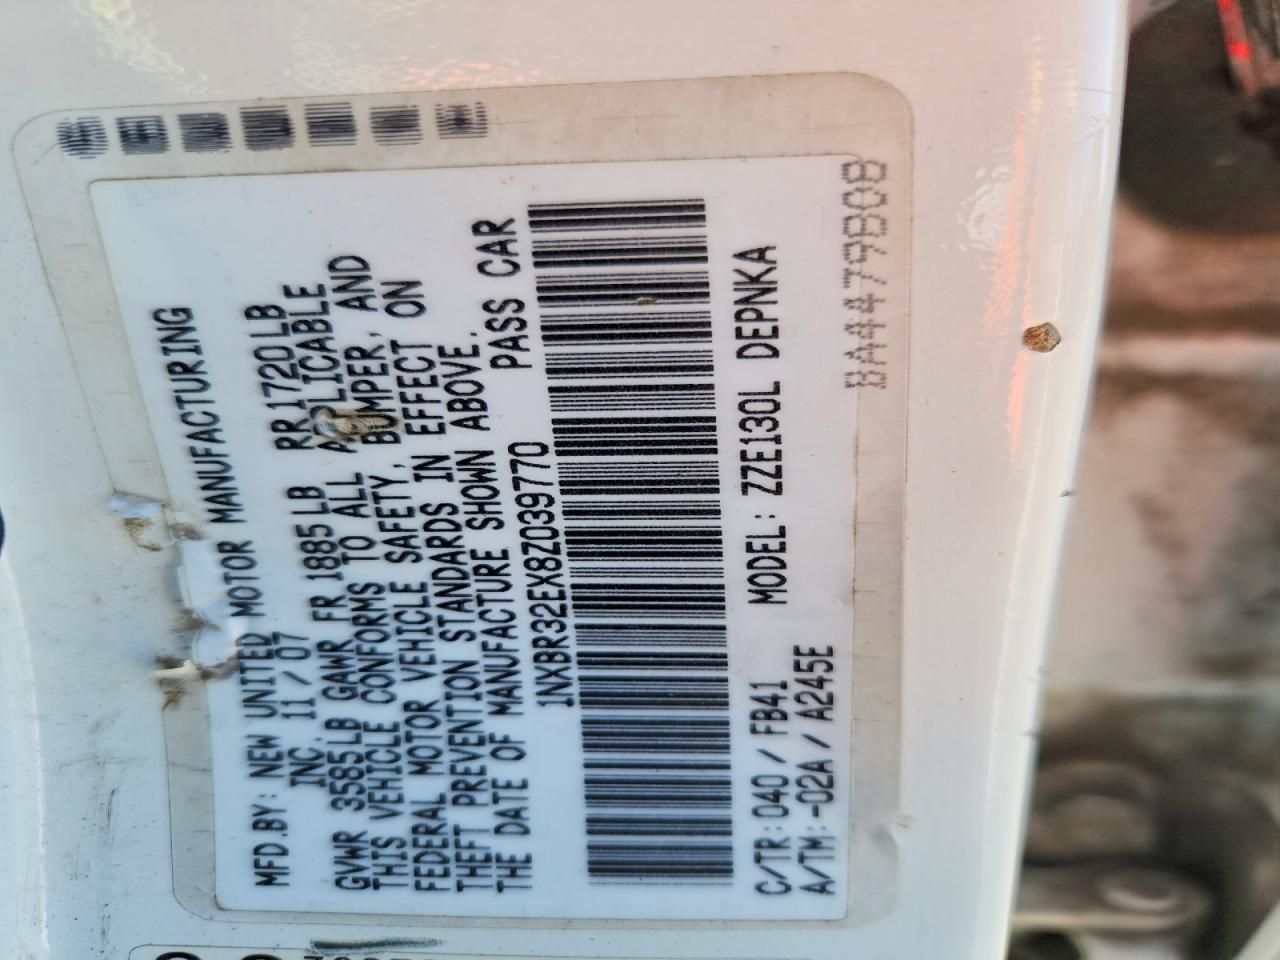 MFD.BY: NEW UNITED MOTOR MANUFACTURING
INC. 11/07
GVWR 3585LB GAWR FR 1885LB RR 1720LB
THIS VEHICLE CONFORMS TO ALL APPLICABLE
FEDERAL MOTOR VEHICLE SAFETY, BUMPER, AND
THEFT PREVENTION STANDARDS IN EFFECT ON
THE DATE OF MANUFACTURE SHOWN ABOVE.
1NXBR32EX8Z039770 PASS CAR
C/TR:040/FB41 MODEL: ZZE130L DEPNKA
A/TM:-02A/A245E
BA4479B08